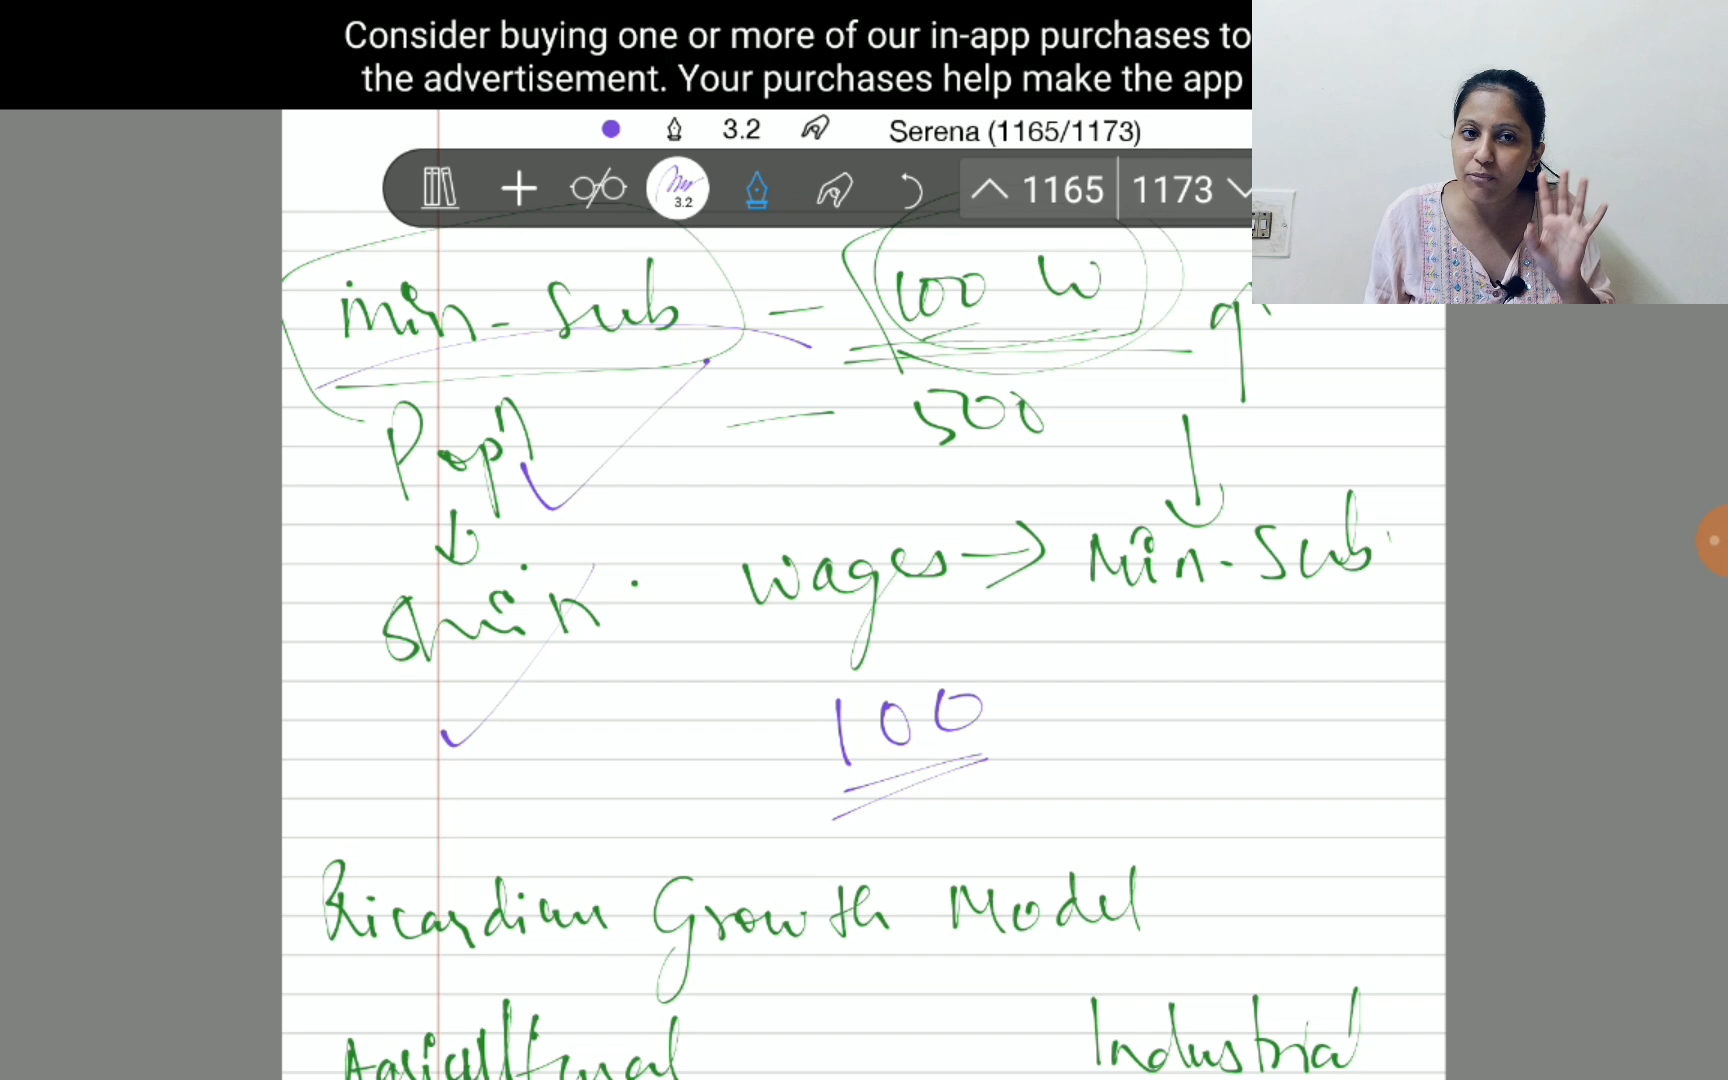 Consider buying one or more of our in-app purchases to
the advertisement. Your purchases help make the app
3.2 Serena (1165/1173)
3.2 1165 1173
min - Sub - 100 W
Popn - 500
wages → Min - Sub.
100
Ricardian Growth Model
Agricultural Industrial